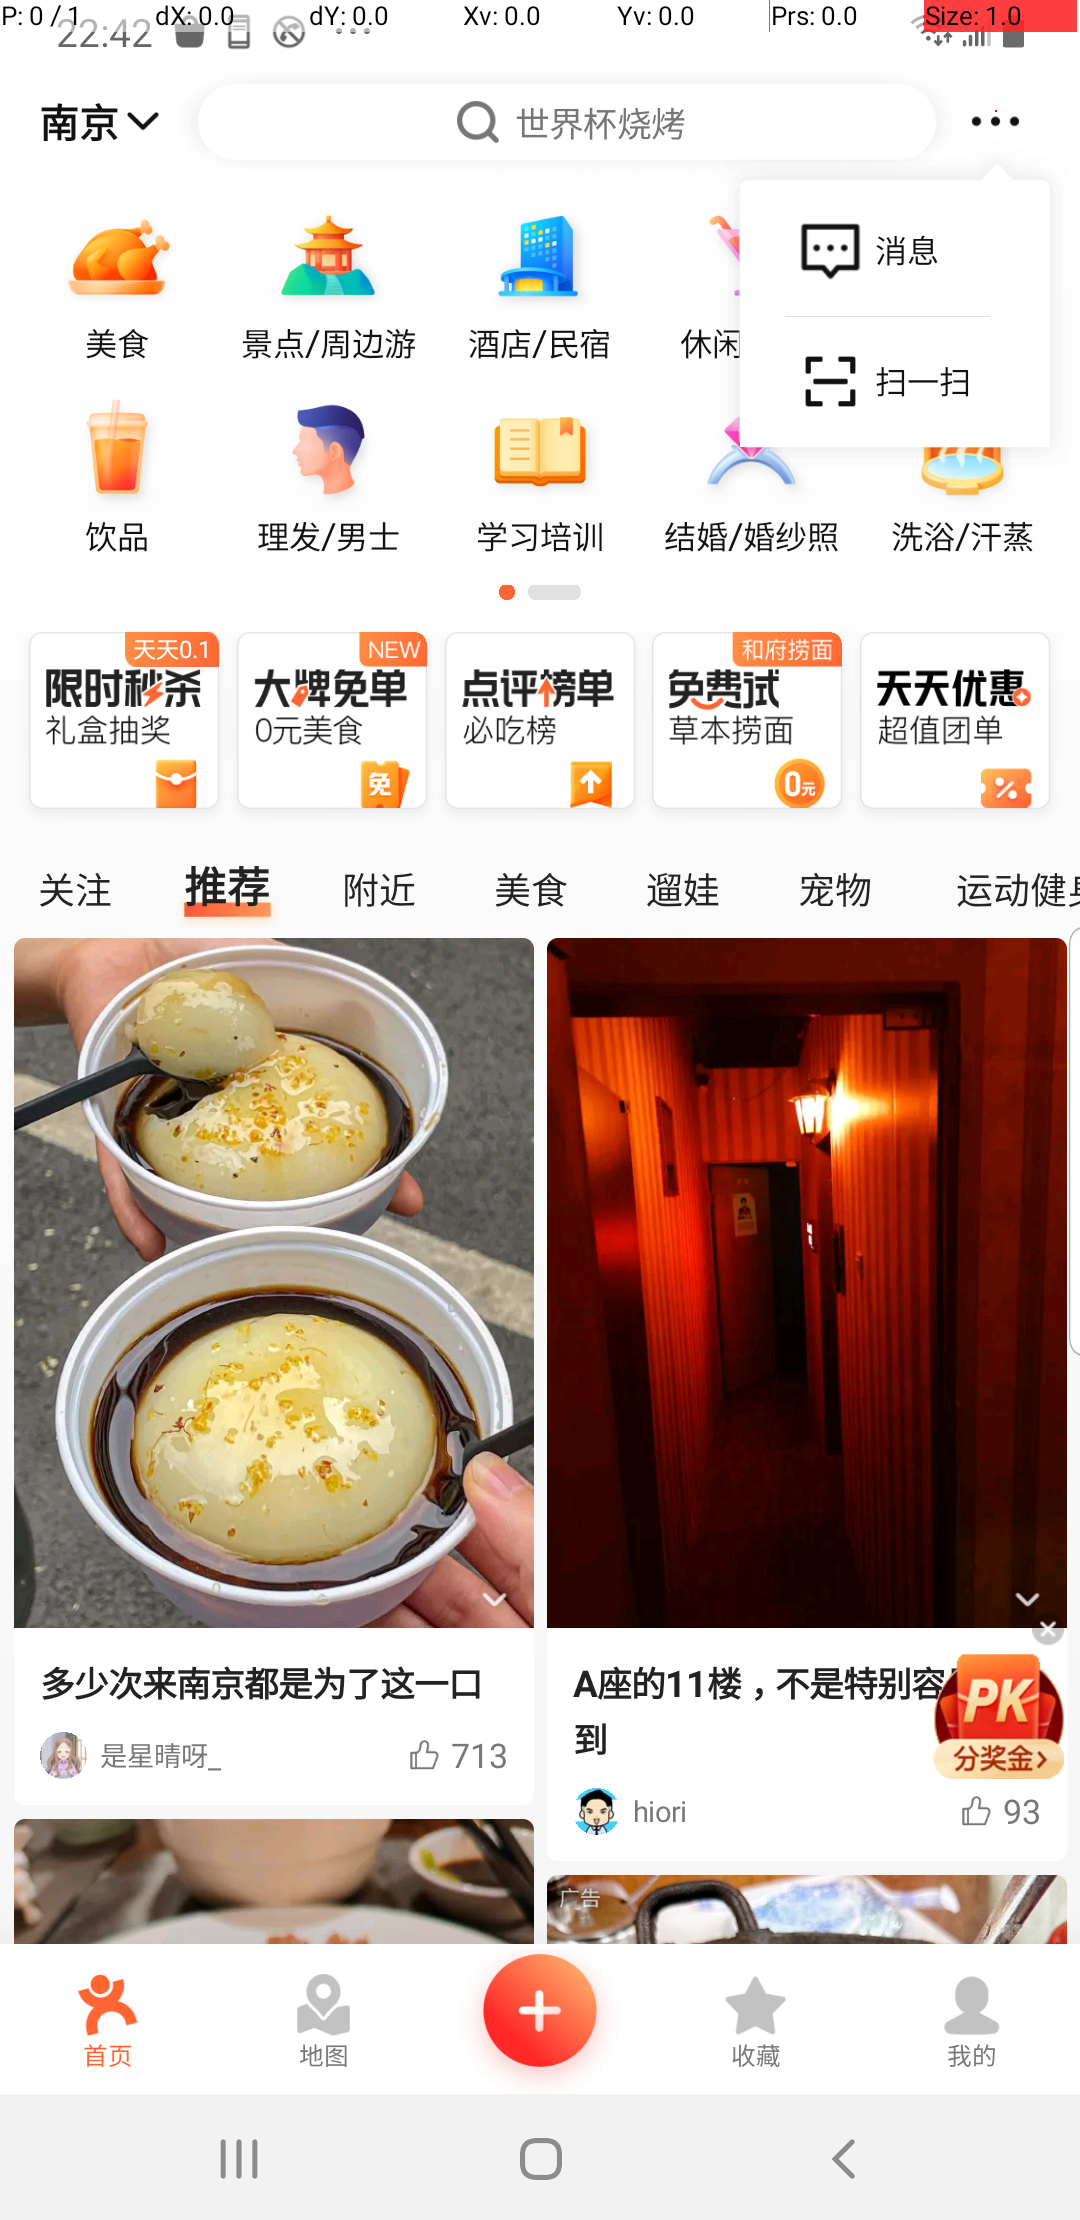 P: 0 / 1 dX: 0.0 dY: 0.0 Xv: 0.0 Yv: 0.0 Prs: 0.0 Size: 1.0
22:42
南京 世界杯烧烤
消息
扫一扫
美食 景点/周边游 酒店/民宿 休闲
饮品 理发/男士 学习培训 结婚/婚纱照 洗浴/汗蒸
天天0.1 NEW 和府捞面
限时秒杀 大牌免单 点评榜单 免费试 天天优惠
礼盒抽奖 0元美食 必吃榜 草本捞面 超值团单
免 0元 %
关注 推荐 附近 美食 遛娃 宠物 运动健身
多少次来南京都是为了这一口
是星晴呀_ 713
A座的11楼，不是特别容
到
PK
分奖金
hiori 93
广告
首页 地图 收藏 我的